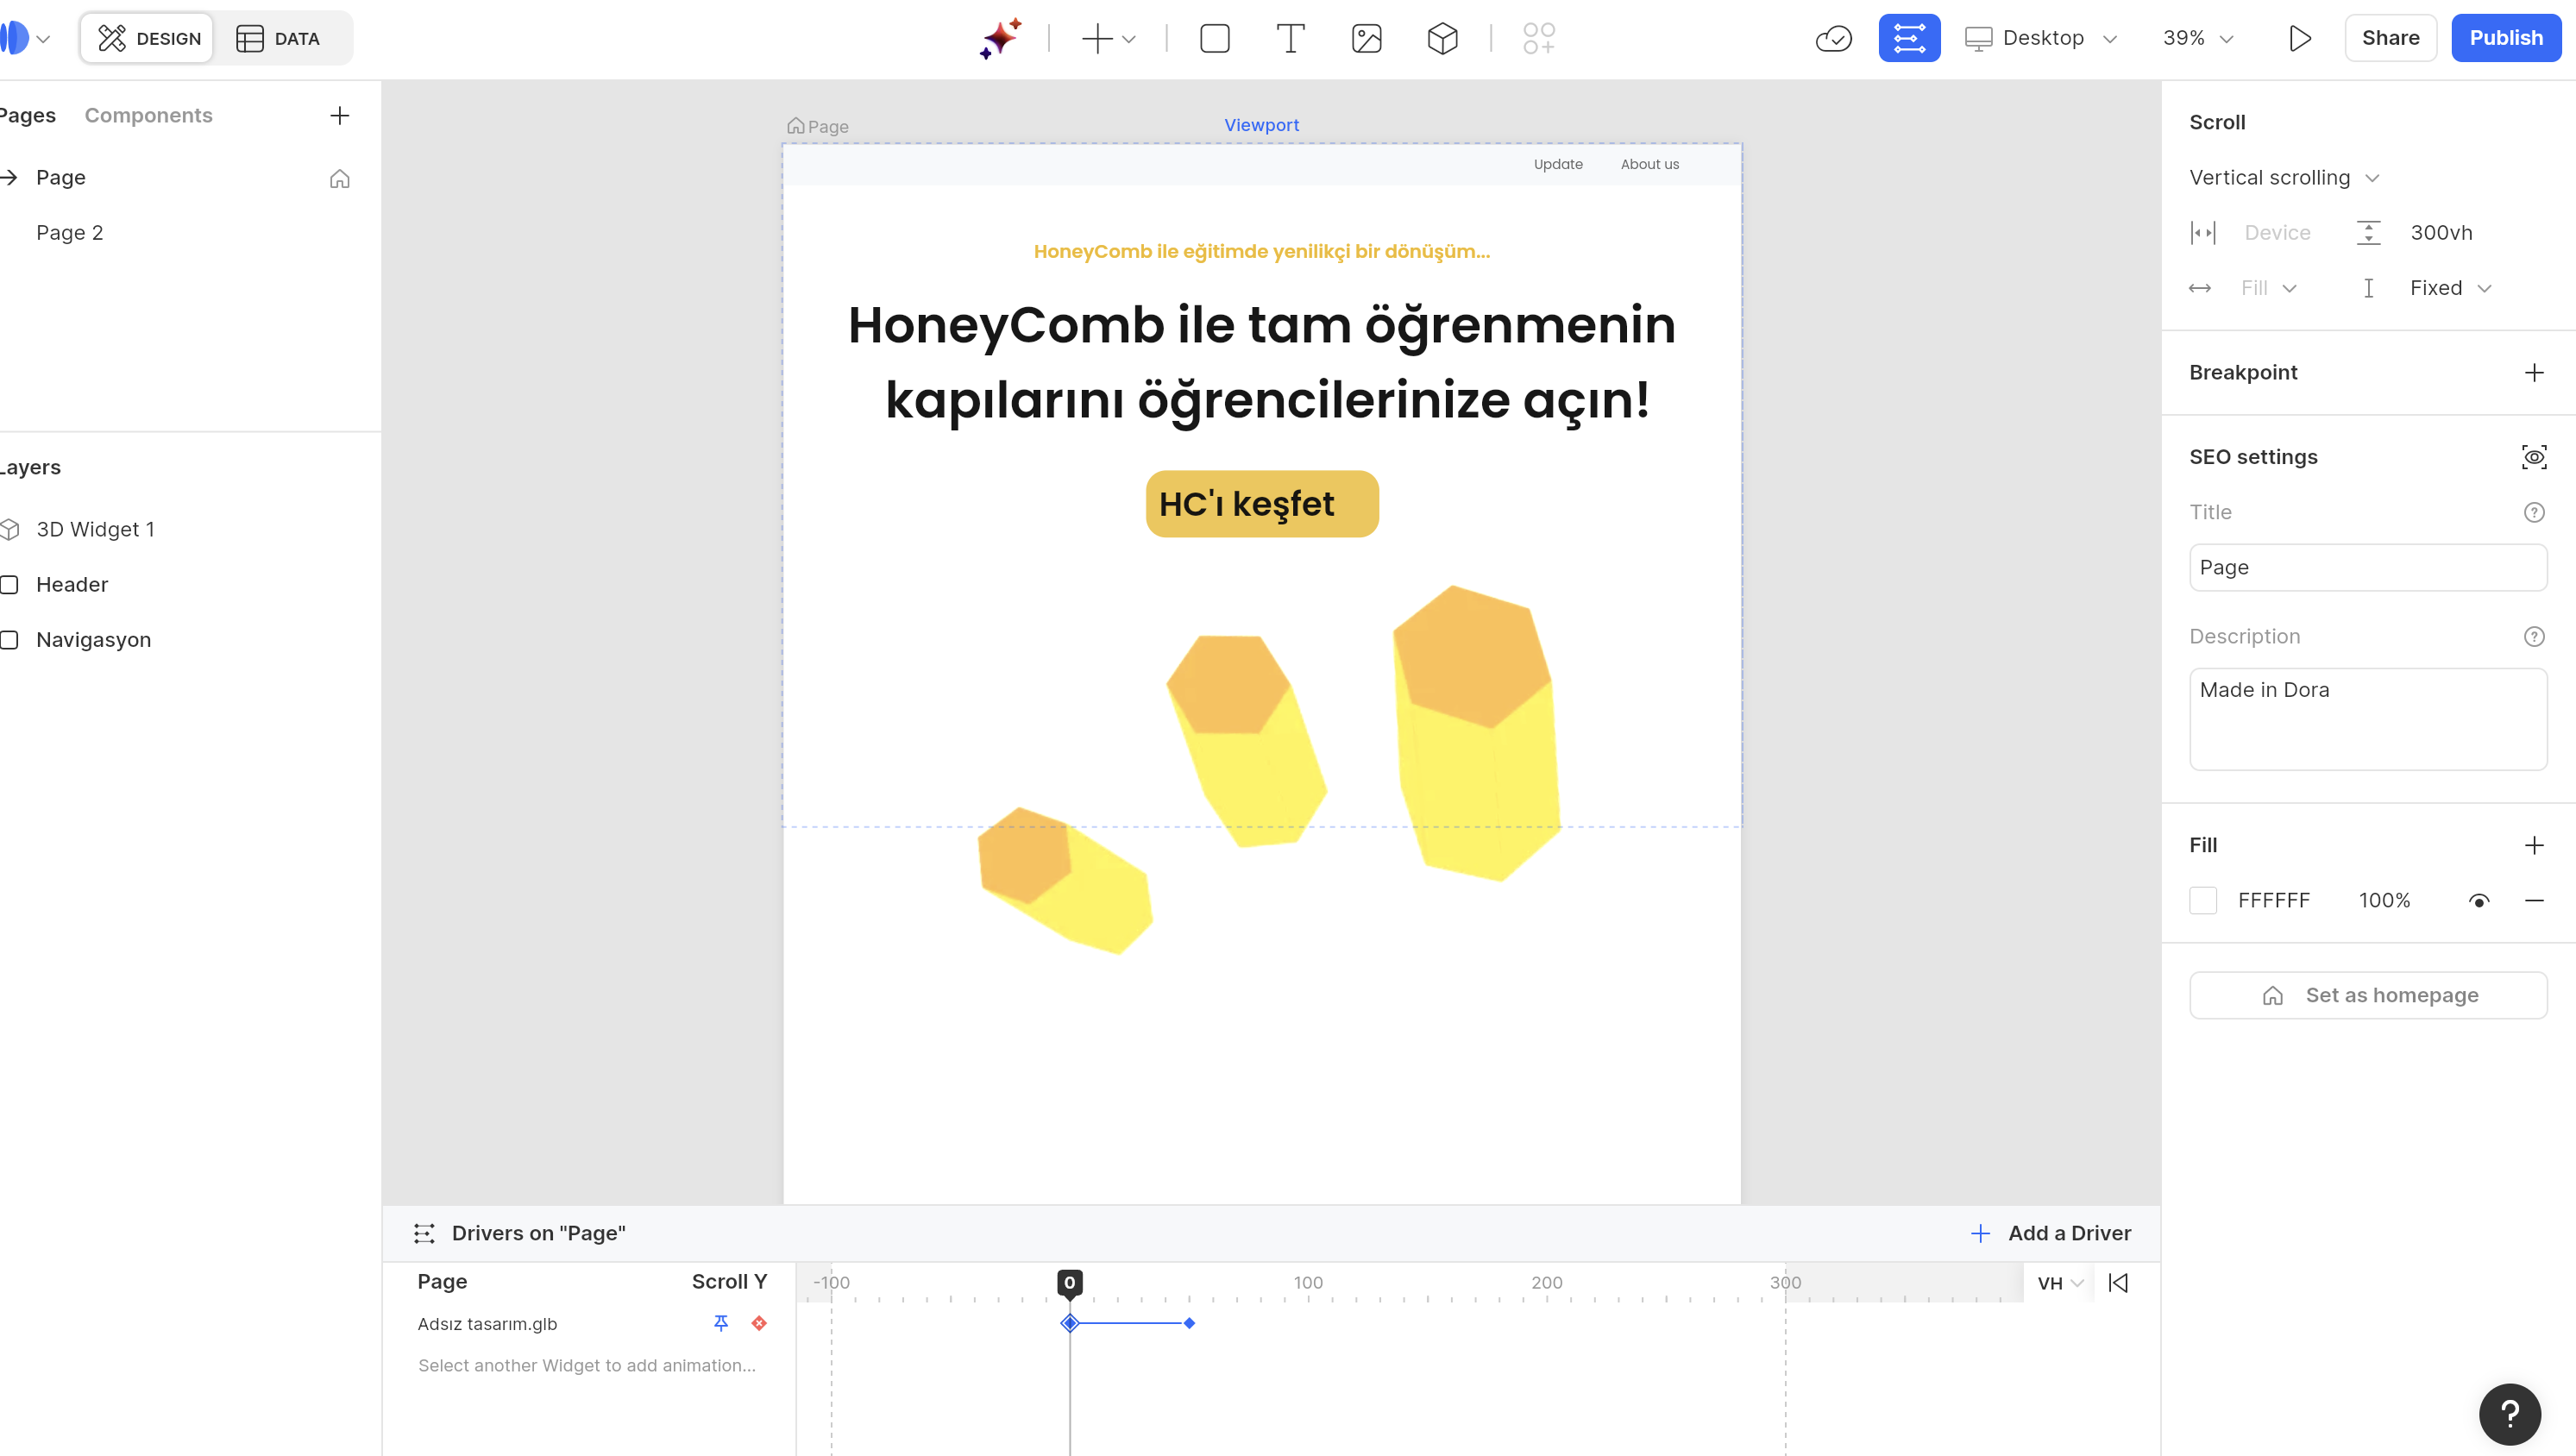 DESIGN
DATA
Desktop
39%
Share
Publish
Pages
Components
Page
Page 2
Layers
3D Widget 1
Header
Navigasyon
Page
Viewport
Update
About us
HoneyComb ile eğitimde yenilikçi bir dönüşüm...
HoneyComb ile tam öğrenmenin
kapılarını öğrencilerinize açın!
HC'ı keşfet
Drivers on "Page"
Add a Driver
Page
Scroll Y
-100
0
100
200
300
VH
Adsız tasarım.glb
Select another Widget to add animation...
Scroll
Vertical scrolling
Device
300vh
Fill
Fixed
Breakpoint
SEO settings
Title
?
Page
Description
?
Made in Dora
Fill
FFFFFF
100%
Set as homepage
?